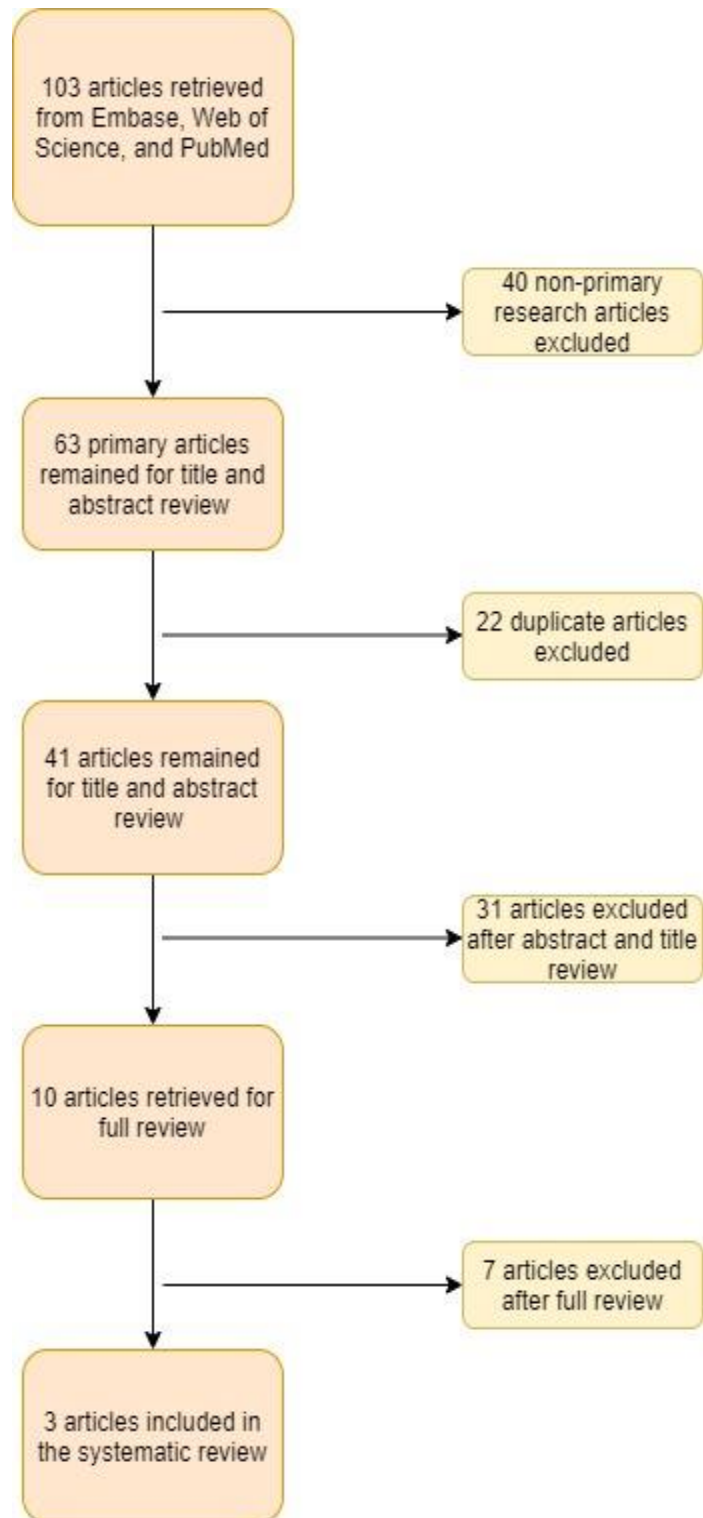 103 articles retrieved
from Embase, Web of
Science, and PubMed
40 non-primary
research articles
excluded
63 primary articles
remained for title and
abstract review
22 duplicate articles
excluded
41 articles remained
for title and abstract
review
31 articles excluded
after abstract and title
review
10 articles retrieved for
full review
7 articles excluded
after full review
3 articles included in
the systematic review